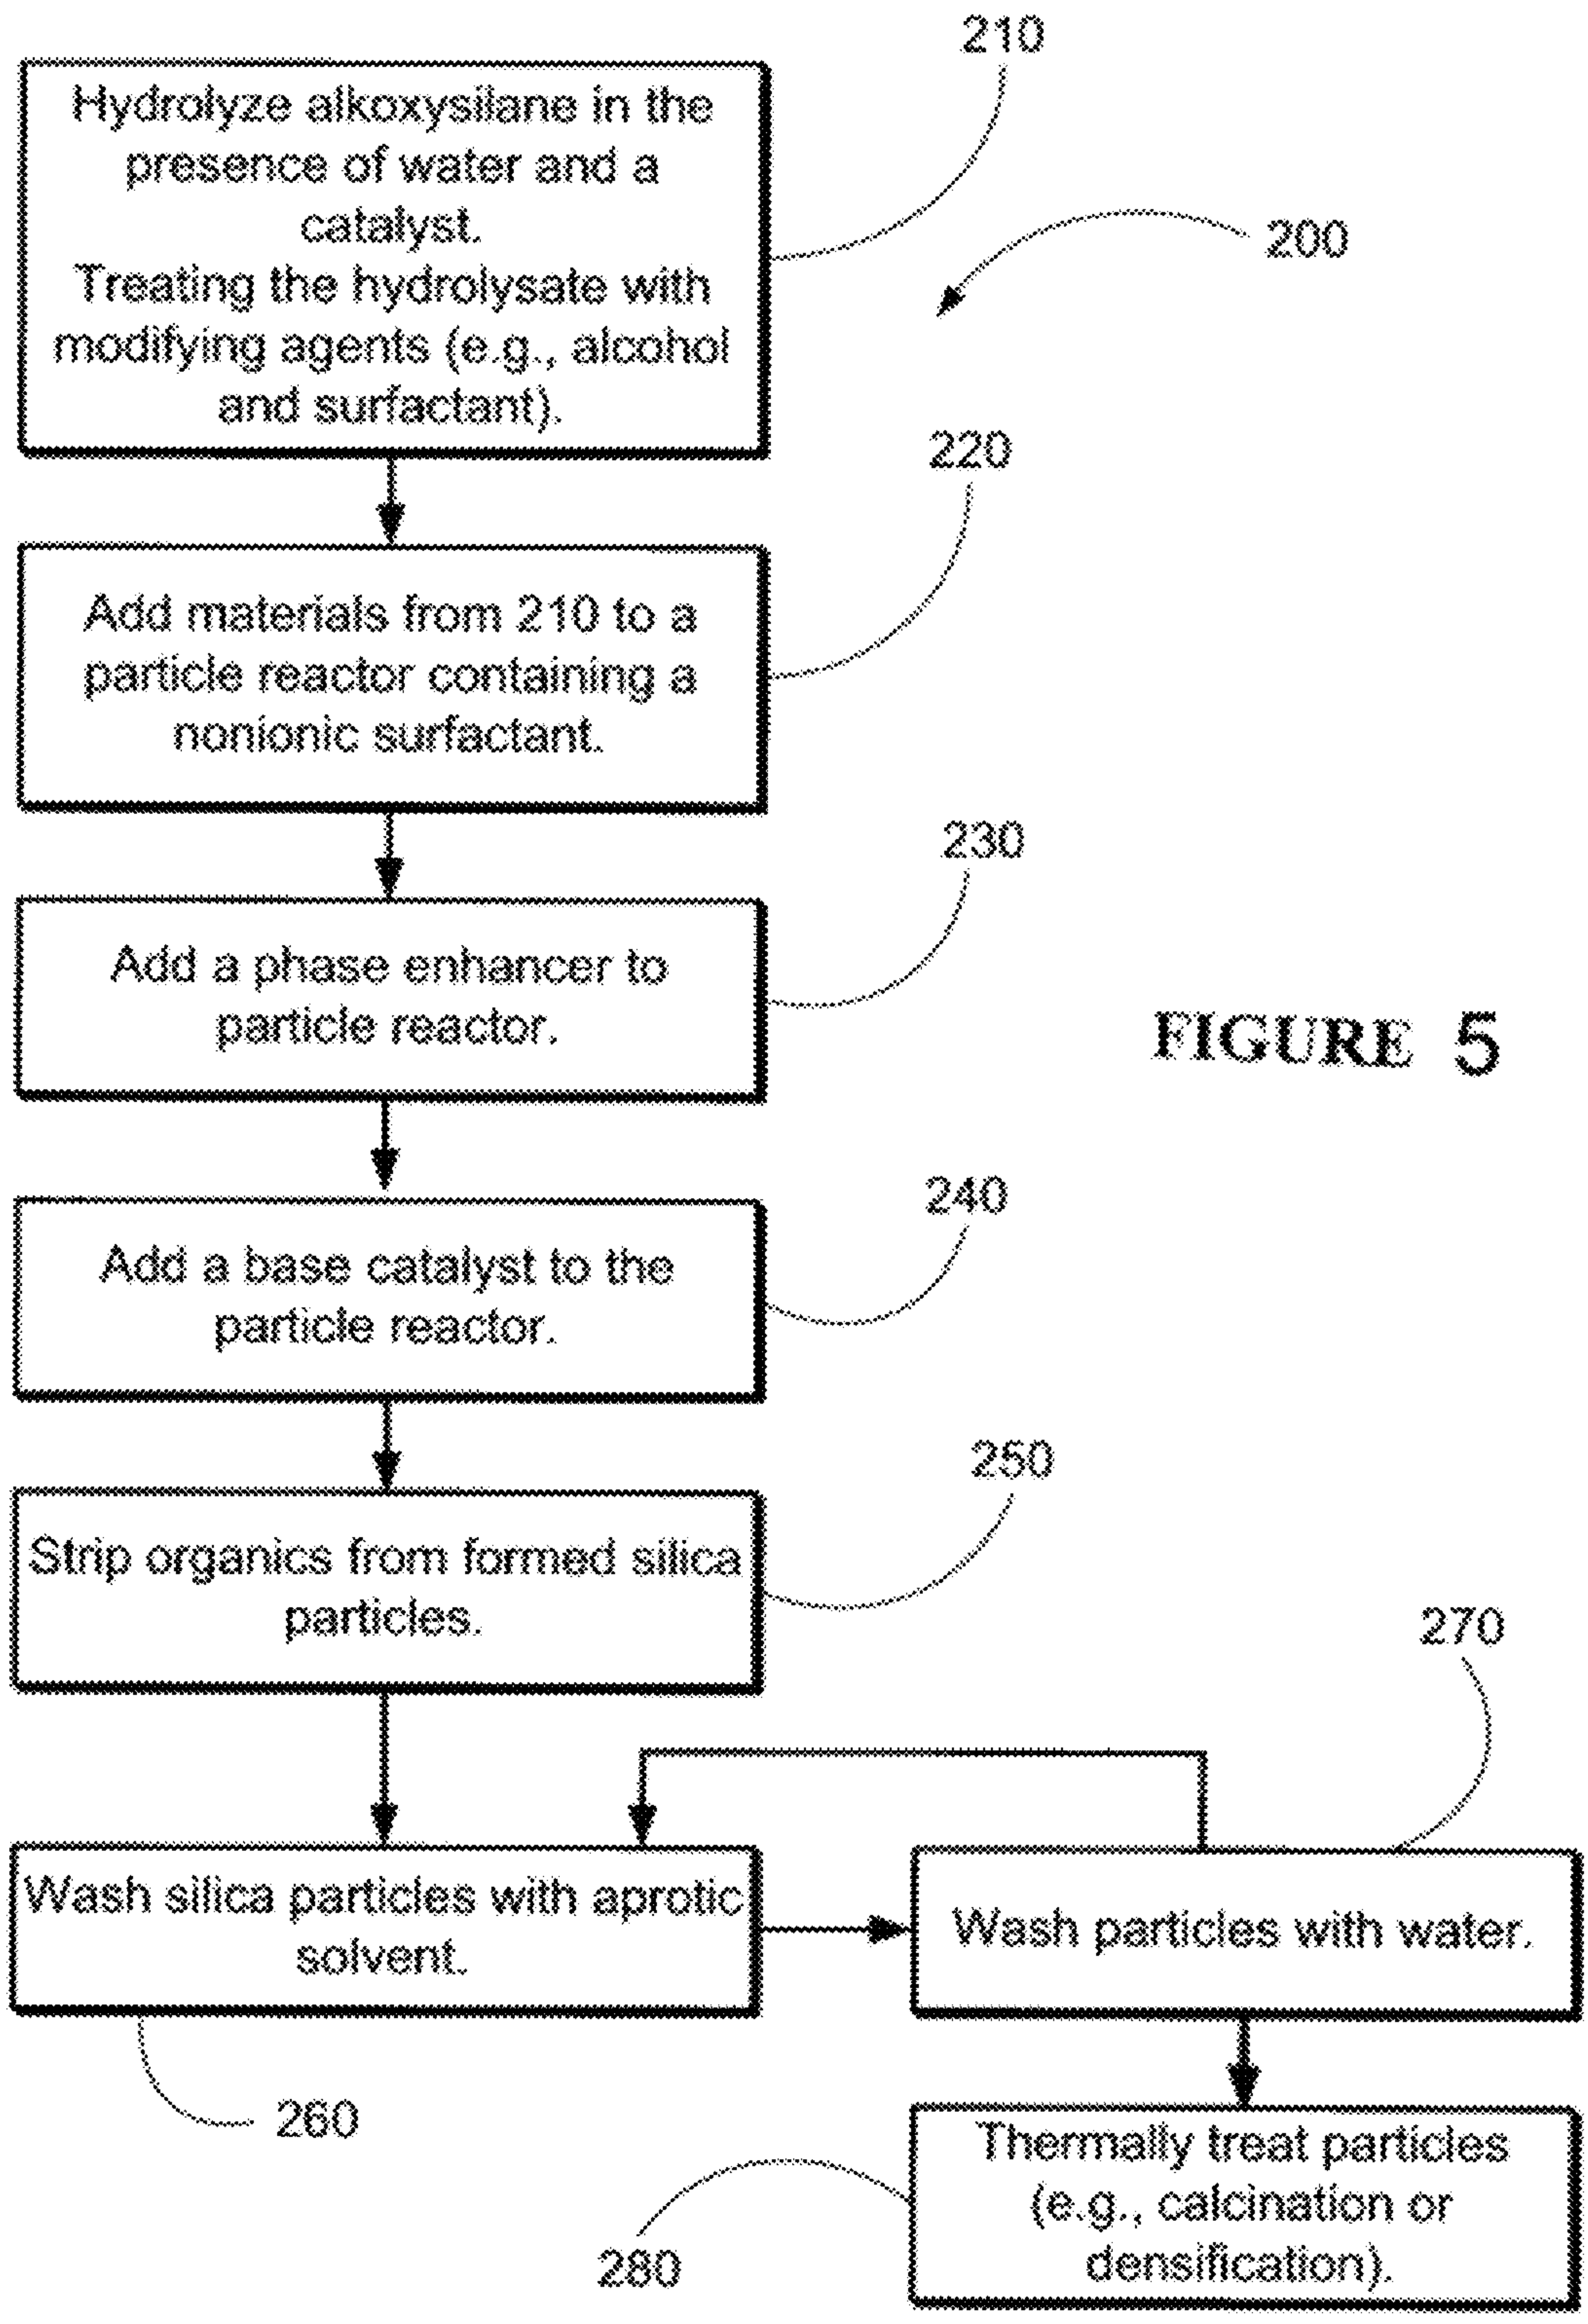 210
Hydrolyze alkoxysilane in the
presence of water and a
catalyst.
Treating the hydrolysate with
modifying agents (e.g., alcohol
and surfactant).
200
220
Add materials from 210 to a
particle reactor containing a
nonionic surfactant.
230
Add a phase enhancer to
particle reactor.
FIGURE 5
240
Add a base catalyst to the
particle reactor.
250
Strip organics from formed silica
particles.
270
Wash silica particles with aprotic
solvent.
Wash particles with water.
260
Thermally treat particles
(e.g., calcination or
densification).
280